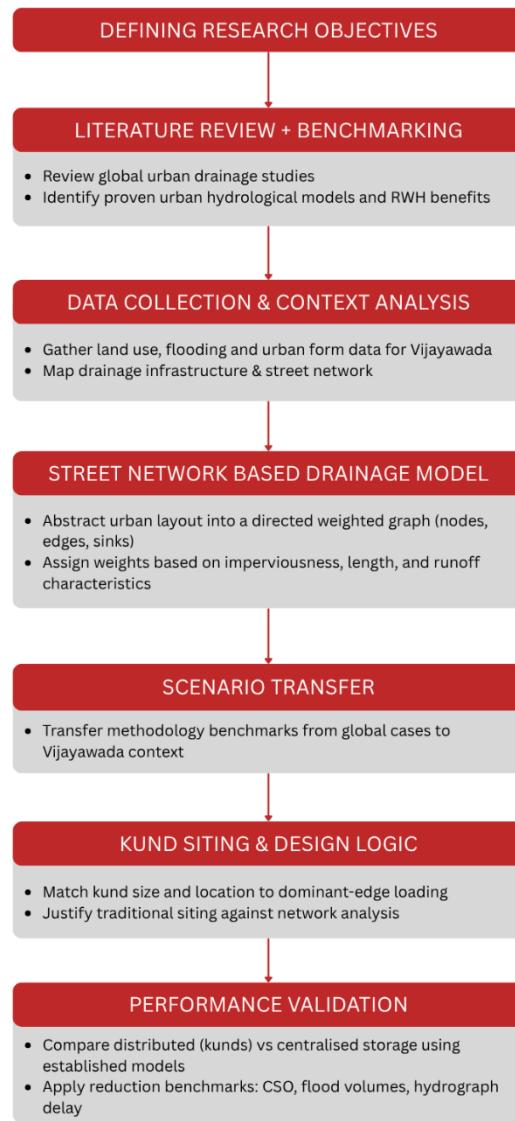 DEFINING RESEARCH OBJECTIVES
LITERATURE REVIEW + BENCHMARKING
• Review global urban drainage studies
• Identify proven urban hydrological models and RWH benefits
DATA COLLECTION & CONTEXT ANALYSIS
• Gather land use, flooding and urban form data for Vijayawada
• Map drainage infrastructure & street network
STREET NETWORK BASED DRAINAGE MODEL
• Abstract urban layout into a directed weighted graph (nodes,
edges, sinks)
• Assign weights based on imperviousness, length, and runoff
characteristics
SCENARIO TRANSFER
• Transfer methodology benchmarks from global cases to
Vijayawada context
KUND SITING & DESIGN LOGIC
• Match kund size and location to dominant-edge loading
• Justify traditional siting against network analysis
PERFORMANCE VALIDATION
• Compare distributed (kunds) vs centralised storage using
established models
• Apply reduction benchmarks: CSO, flood volumes, hydrograph
delay